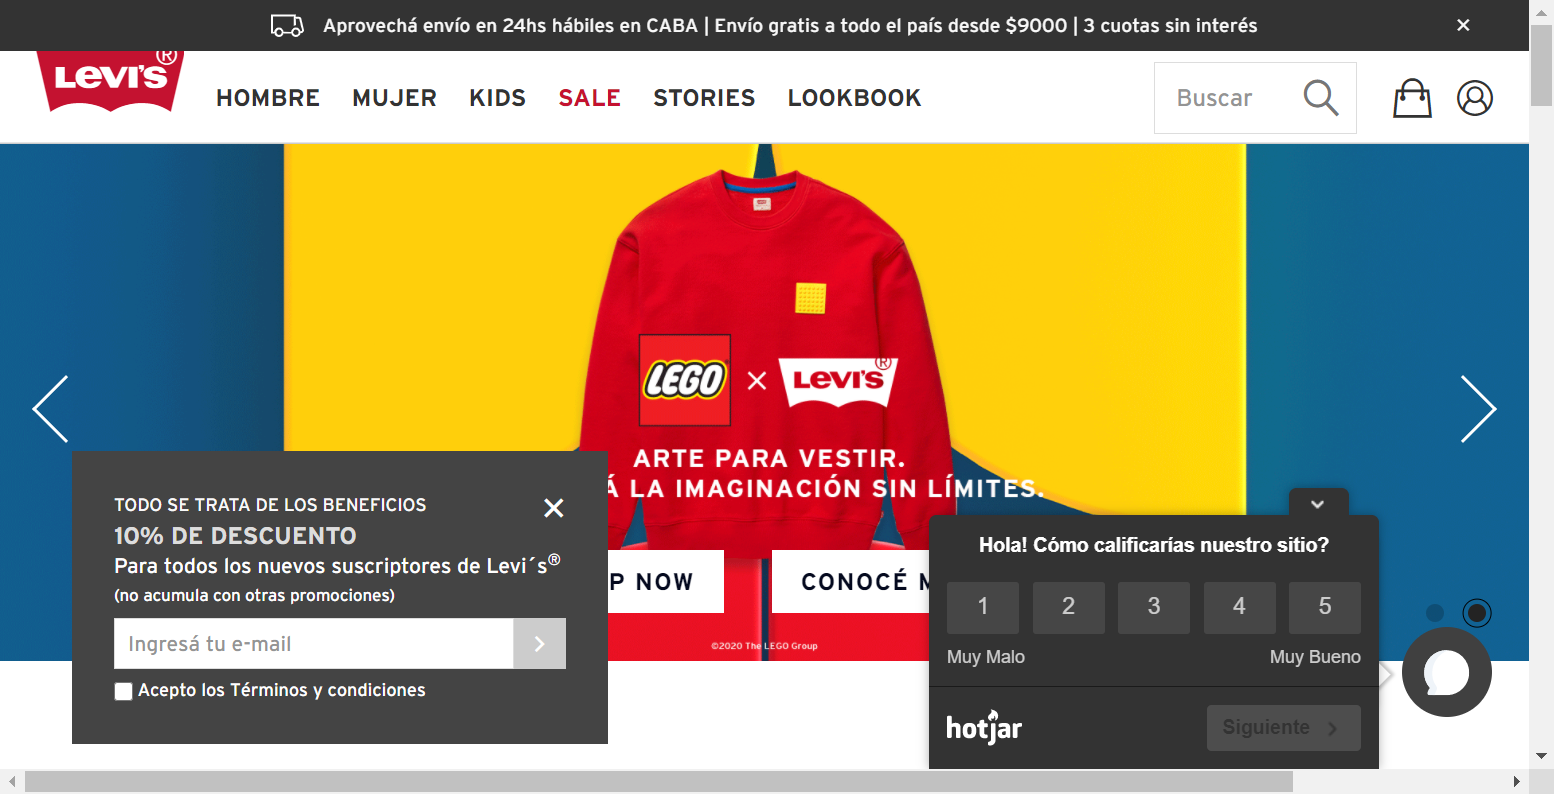 Aprovechá envío en 24hs hábiles en CABA | Envío gratis a todo el país desde $9000 | 3 cuotas sin interés
LEVI'S®
HOMBRE MUJER KIDS SALE STORIES LOOKBOOK
Buscar
LEGO × LEVI'S®
ARTE PARA VESTIR.
Á LA IMAGINACIÓN SIN LÍMITES.
P NOW
CONOCÉ
©2020 The LEGO Group
TODO SE TRATA DE LOS BENEFICIOS
10% DE DESCUENTO
Para todos los nuevos suscriptores de Levi´s®
(no acumula con otras promociones)
Ingresá tu e-mail
Acepto los Términos y condiciones
Hola! Cómo calificarías nuestro sitio?
1 2 3 4 5
Muy Malo Muy Bueno
hotjar
Siguiente